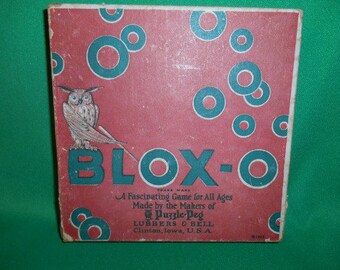 BLOX-O
TRADE MARK
A Fascinating Game for All Ages
Made by the Makers of
Puzzle-Peg
LUBBERS & BELL
Clinton, Iowa, U.S.A.